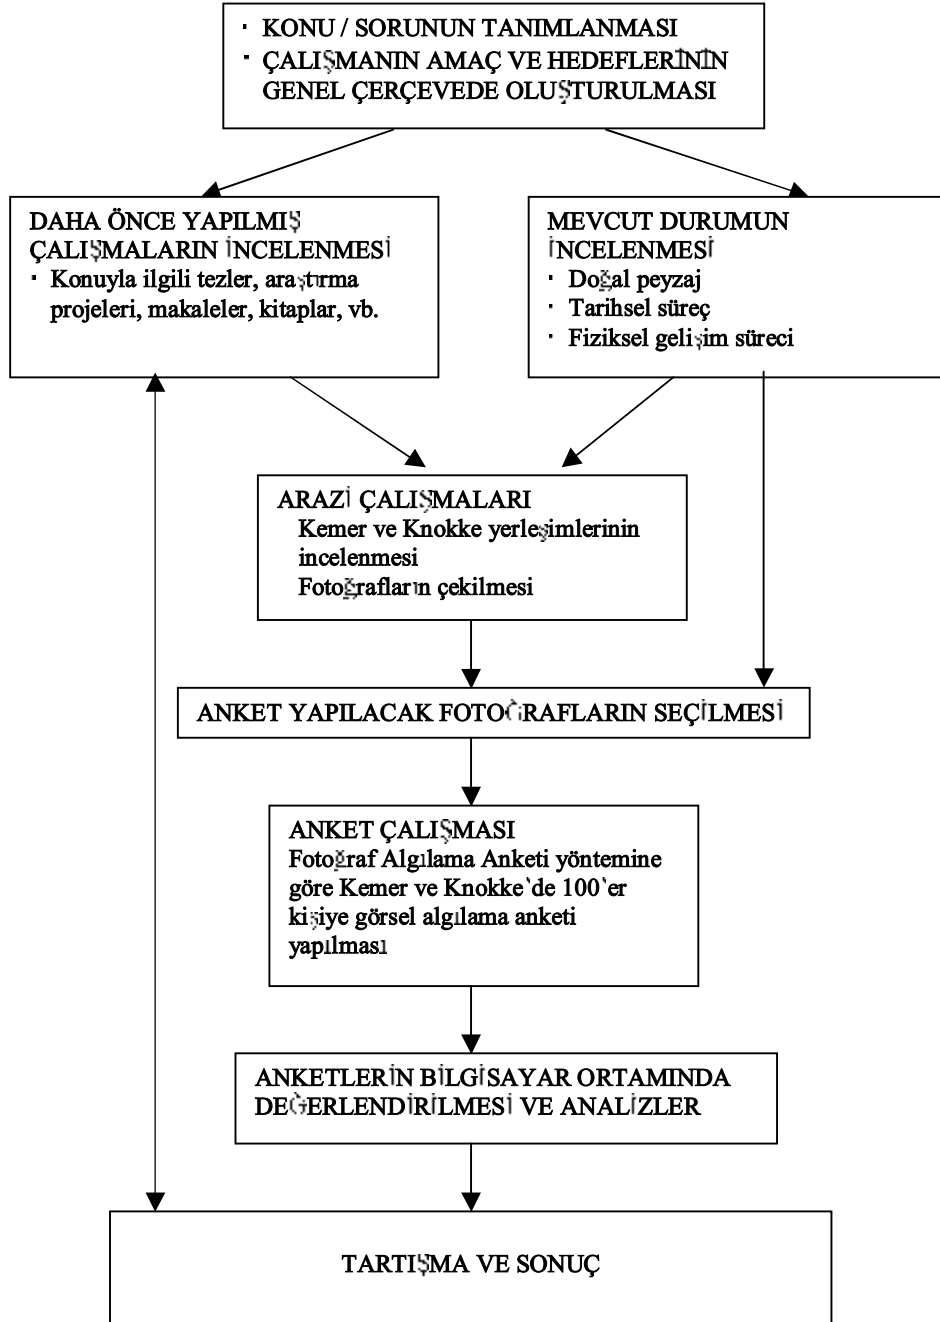 · KONU / SORUNUN TANIMLANMASI
· ÇALIŞMANIN AMAÇ VE HEDEFLERİNİN
GENEL ÇERÇEVEDE OLUŞTURULMASI
DAHA ÖNCE YAPILMIŞ
ÇALIŞMALARIN İNCELENMESİ
· Konuyla ilgili tezler, araştırma
projeleri, makaleler, kitaplar, vb.
MEVCUT DURUMUN
İNCELENMESİ
· Doğal peyzaj
· Tarihsel süreç
· Fiziksel gelişim süreci
ARAZİ ÇALIŞMALARI
Kemer ve Knokke yerleşimlerinin
incelenmesi
Fotoğrafların çekilmesi
ANKET YAPILACAK FOTOĞRAFLARIN SEÇİLMESİ
ANKET ÇALIŞMASI
Fotoğraf Algılama Anketi yöntemine
göre Kemer ve Knokke`de 100`er
kişiye görsel algılama anketi
yapılması
ANKETLERİN BİLGİSAYAR ORTAMINDA
DEĞERLENDİRİLMESİ VE ANALİZLER
TARTIŞMA VE SONUÇ